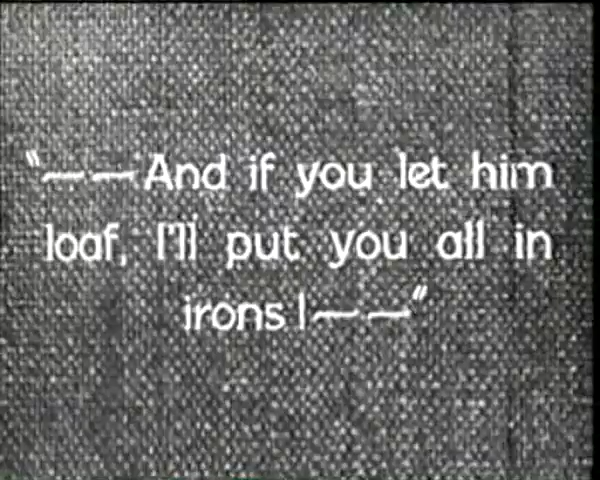 "——And if you let him
loaf, I'll put you all in
irons!——"